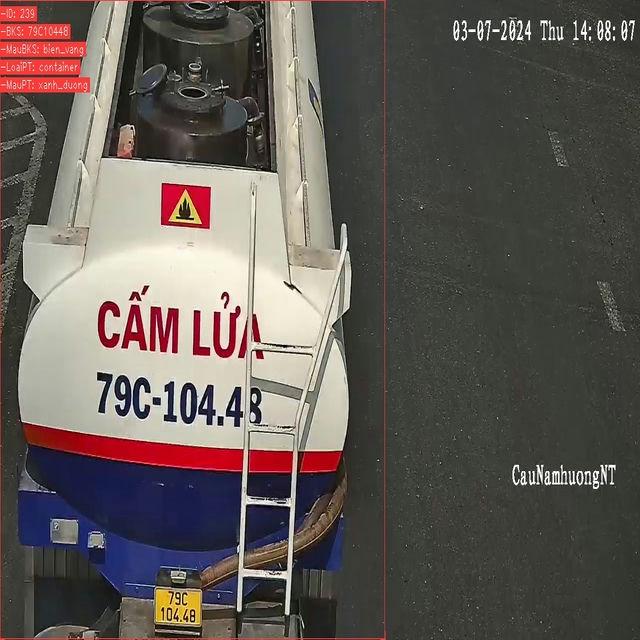 -ID: 239
-BKS: 79C10448
-MauBKS: bien_vang
-LoaiPT: container
-MauPT: xanh_duong
03-07-2024 Thu 14:08:07
CẤM LỬA
79C-104.48
CauNamhuongNT
79C
104.48